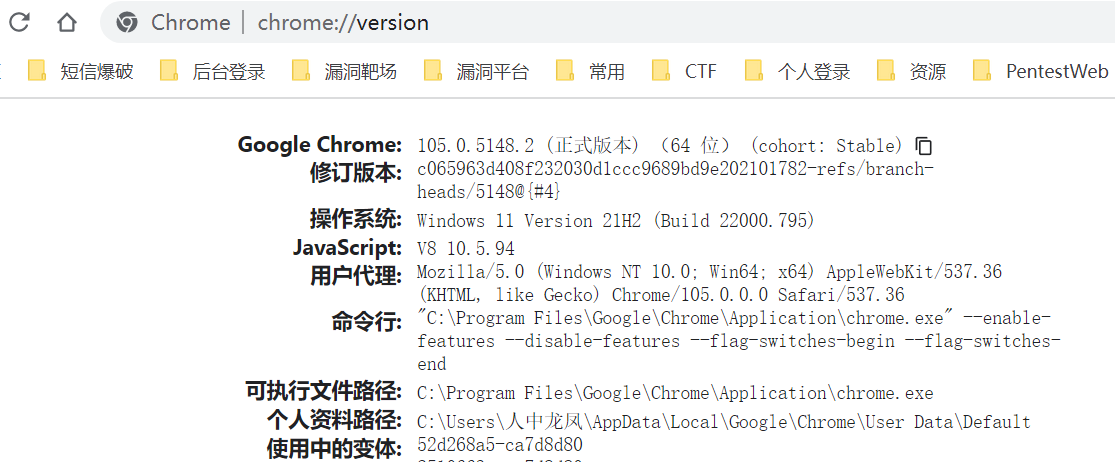 Chrome | chrome://version
短信爆破 后台登录 漏洞靶场 漏洞平台 常用 CTF 个人登录 资源 PentestWeb
Google Chrome: 105.0.5148.2 (正式版本) （64 位） (cohort: Stable)
修订版本: c065963d408f232030d1ccc9689bd9e202101782-refs/branch-
heads/5148@{#4}
操作系统: Windows 11 Version 21H2 (Build 22000.795)
JavaScript: V8 10.5.94
用户代理: Mozilla/5.0 (Windows NT 10.0; Win64; x64) AppleWebKit/537.36
(KHTML, like Gecko) Chrome/105.0.0.0 Safari/537.36
命令行: "C:\Program Files\Google\Chrome\Application\chrome.exe" --enable-
features --disable-features --flag-switches-begin --flag-switches-
end
可执行文件路径: C:\Program Files\Google\Chrome\Application\chrome.exe
个人资料路径: C:\Users\人中龙凤\AppData\Local\Google\Chrome\User Data\Default
使用中的变体: 52d268a5-ca7d8d80